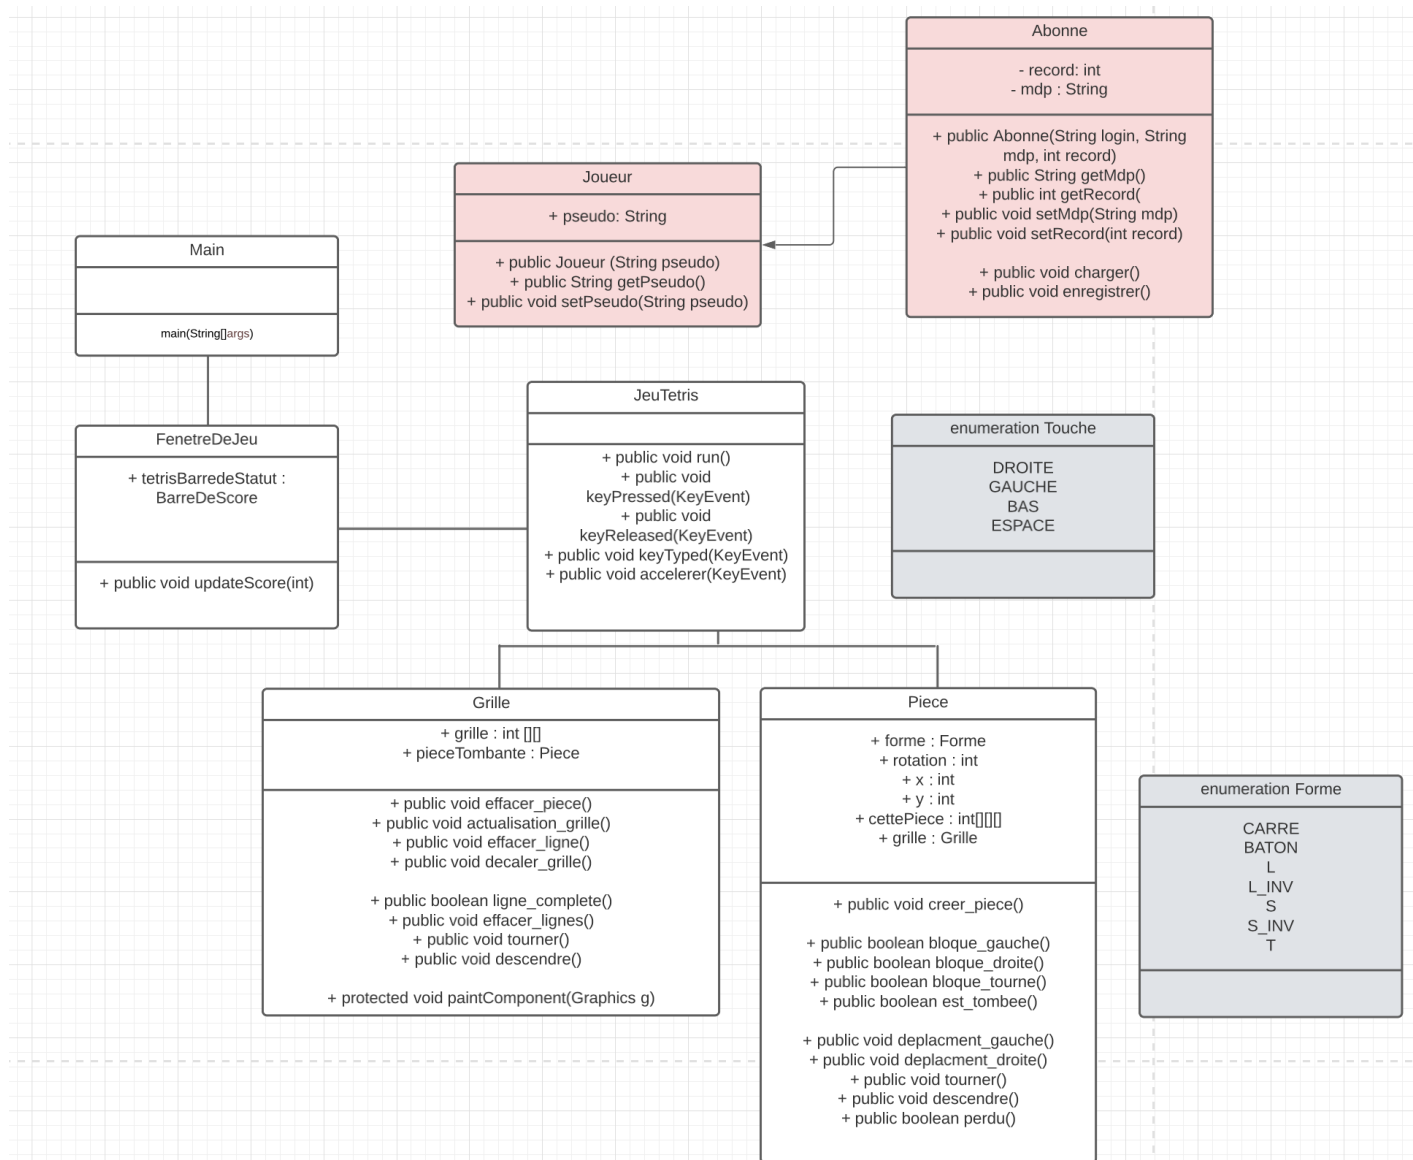 Abonne
- record: int
- mdp : String
+ public Abonne(String login, String
mdp, int record)
+ public String getMdp()
+ public int getRecord(
+ public void setMdp(String mdp)
+ public void setRecord(int record)
+ public void charger()
+ public void enregistrer()
Joueur
+ pseudo: String
+ public Joueur (String pseudo)
+ public String getPseudo()
+ public void setPseudo(String pseudo)
Main
main(String[]args)
FenetreDeJeu
+ tetrisBarredeStatut :
BarreDeScore
+ public void updateScore(int)
JeuTetris
+ public void run()
+ public void
keyPressed(KeyEvent)
+ public void
keyReleased(KeyEvent)
+ public void keyTyped(KeyEvent)
+ public void accelerer(KeyEvent)
enumeration Touche
DROITE
GAUCHE
BAS
ESPACE
Grille
+ grille : int [][]
+ pieceTombante : Piece
+ public void effacer_piece()
+ public void actualisation_grille()
+ public void effacer_ligne()
+ public void decaler_grille()
+ public boolean ligne_complete()
+ public void effacer_lignes()
+ public void tourner()
+ public void descendre()
+ protected void paintComponent(Graphics g)
Piece
+ forme : Forme
+ rotation : int
+ x : int
+ y : int
+ cettePiece : int[][][]
+ grille : Grille
+ public void creer_piece()
+ public boolean bloque_gauche()
+ public boolean bloque_droite()
+ public boolean bloque_tourne()
+ public boolean est_tombee()
+ public void deplacment_gauche()
+ public void deplacment_droite()
+ public void tourner()
+ public void descendre()
+ public boolean perdu()
enumeration Forme
CARRE
BATON
L
L_INV
S
S_INV
T